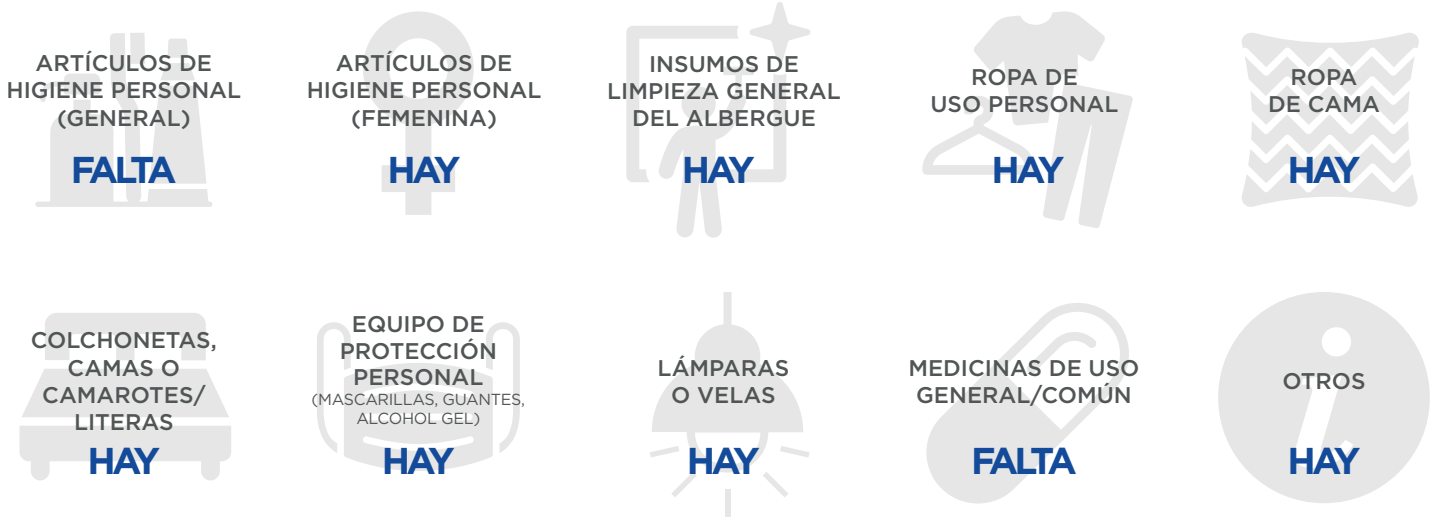 ARTÍCULOS DE
HIGIENE PERSONAL
(GENERAL)
FALTA
ARTÍCULOS DE
HIGIENE PERSONAL
(FEMENINA)
HAY
INSUMOS DE
LIMPIEZA GENERAL
DEL ALBERGUE
HAY
ROPA DE
USO PERSONAL
HAY
ROPA
DE CAMA
HAY
COLCHONETAS,
CAMAS O
CAMAROTES/
LITERAS
HAY
EQUIPO DE
PROTECCIÓN
PERSONAL
(MASCARILLAS, GUANTES,
ALCOHOL GEL)
HAY
LÁMPARAS
O VELAS
HAY
MEDICINAS DE USO
GENERAL/COMÚN
FALTA
OTROS
HAY